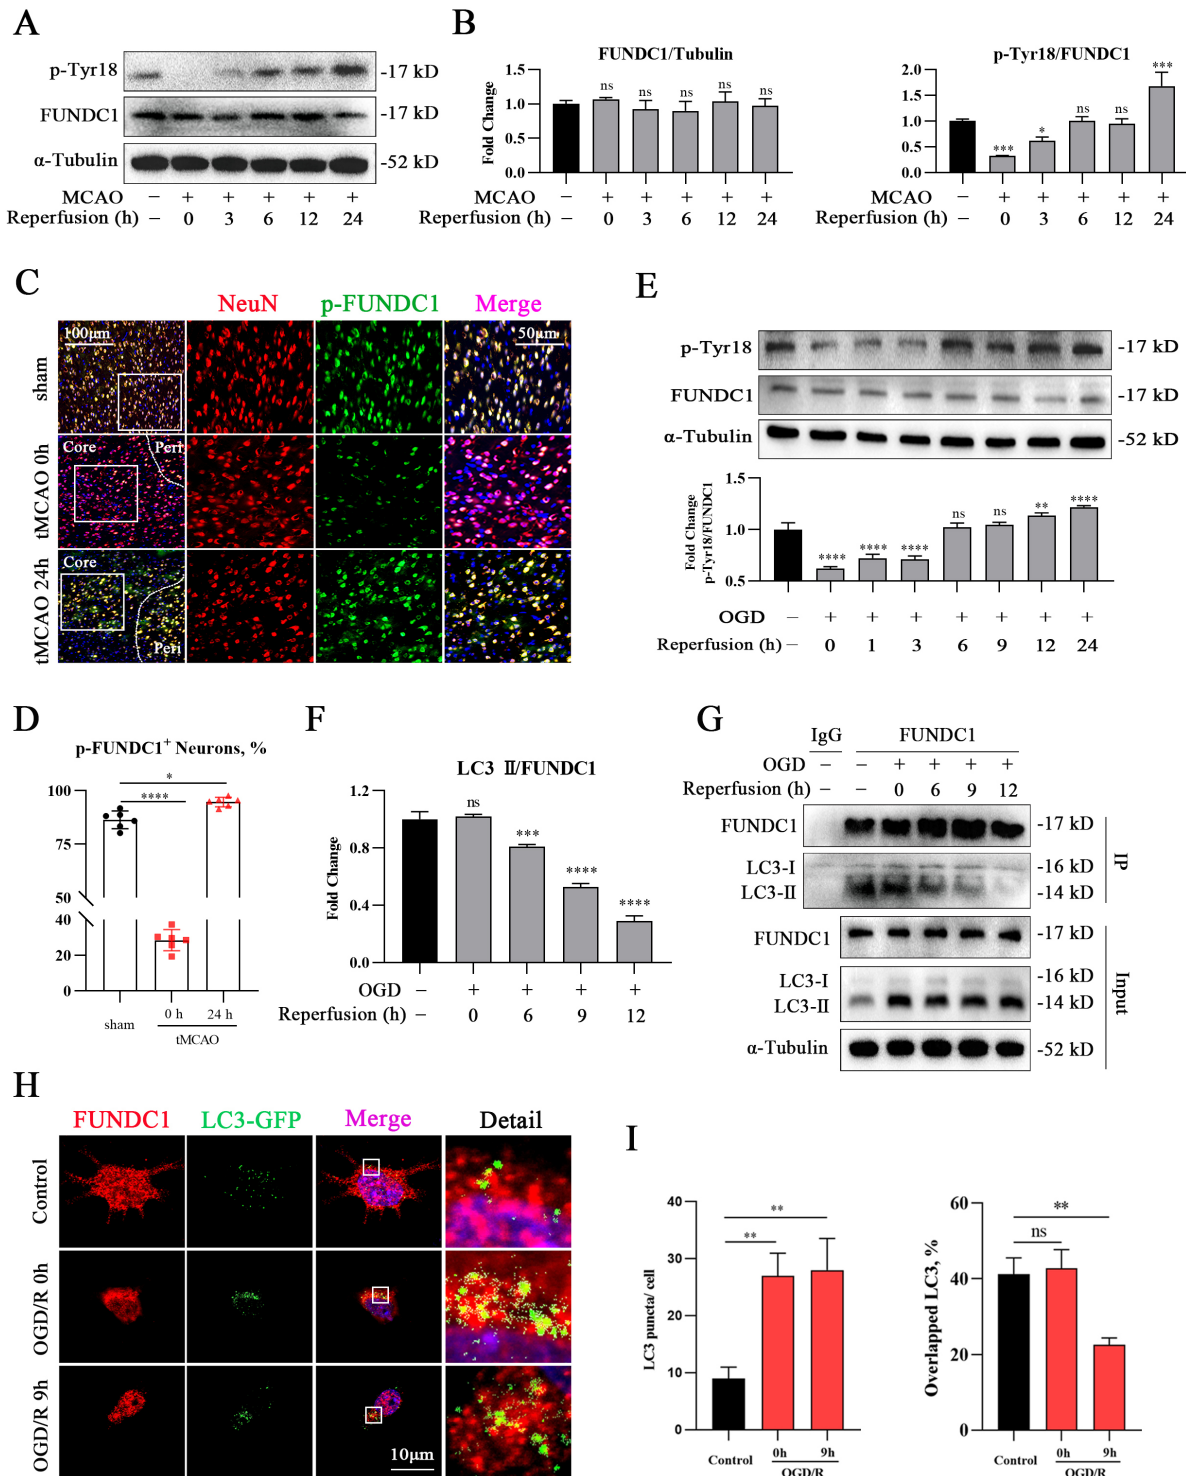 A
p-Tyr18
-17 kD
FUNDC1
-17 kD
α-Tubulin
-52 kD
MCAO – + + + + +
Reperfusion (h) – 0 3 6 12 24
B
FUNDC1/Tubulin
Fold Change
1.5
1.0
0.5
0.0
ns ns ns ns ns
MCAO – + + + + +
Reperfusion (h) – 0 3 6 12 24
p-Tyr18/FUNDC1
2.0
1.5
1.0
0.5
0.0
*** * ns ns ***
MCAO – + + + + +
Reperfusion (h) – 0 3 6 12 24
C
NeuN p-FUNDC1 Merge
sham
100μm
50μm
tMCAO 0h
Core Peri
tMCAO 24h
Core
Peri
E
p-Tyr18
-17 kD
FUNDC1
-17 kD
α-Tubulin
-52 kD
Fold Change
p-Tyr18/FUNDC1
1.5
1.0
0.5
**** **** **** ns ns ** ****
OGD – + + + + + + +
Reperfusion (h) – 0 1 3 6 9 12 24
D
p-FUNDC1+ Neurons, %
100
75
50
40
20
0
*
****
sham 0 h 24 h
tMCAO
F
LC3 II/FUNDC1
Fold Change
1.2
0.8
0.4
0.0
ns *** **** ****
OGD – + + + +
Reperfusion (h) – 0 6 9 12
G
IgG FUNDC1
OGD – – + + + +
Reperfusion (h) – – 0 6 9 12
FUNDC1 -17 kD
LC3-I -16 kD
LC3-II -14 kD
IP
FUNDC1 -17 kD
LC3-I -16 kD
LC3-II -14 kD
α-Tubulin -52 kD
Input
H
FUNDC1 LC3-GFP Merge Detail
Control
OGD/R 0h
OGD/R 9h
10μm
I
LC3 puncta/ cell
40
30
20
10
0
**
**
Control 0h 9h
OGD/R
Overlapped LC3, %
60
40
20
0
**
ns
Control 0h 9h
OGD/R